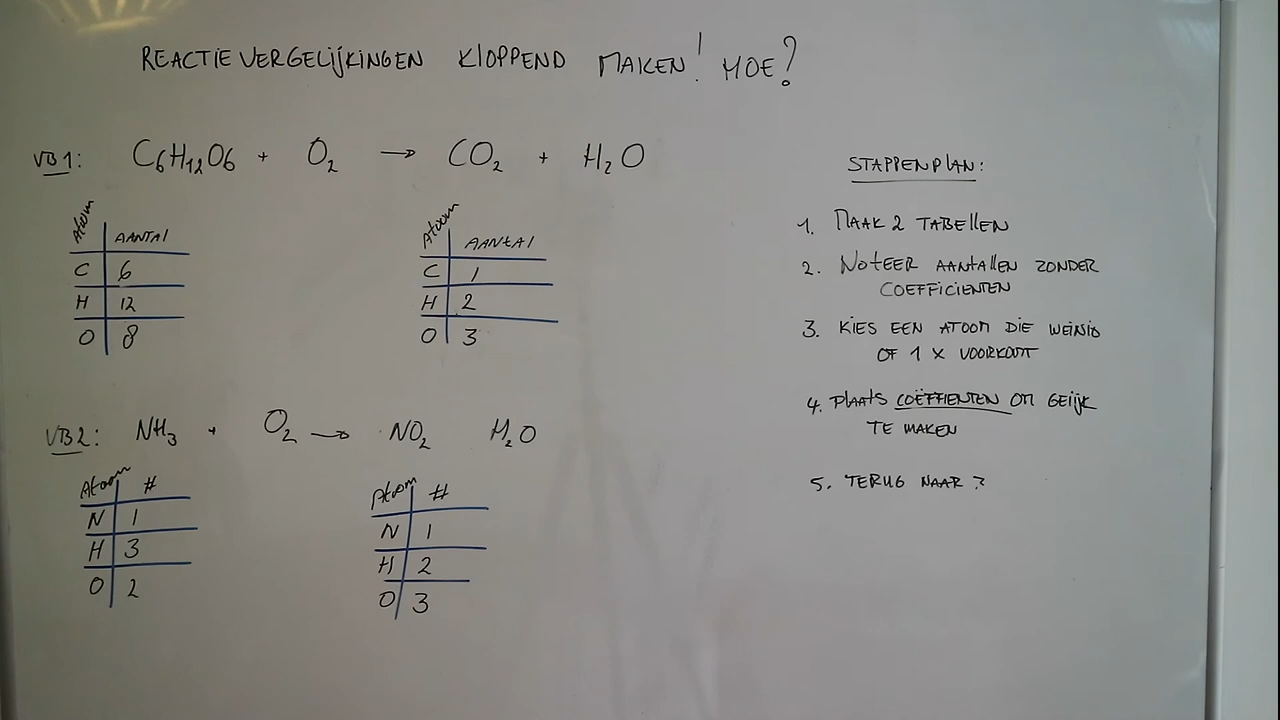 REACTIEVERGELIJKINGEN KLOPPEND MAKEN! HOE?
VB1: C6H12O6 + O2 → CO2 + H2O
Atoom AANTAL
C 6
H 12
O 8
Atoom AANTAL
C 1
H 2
O 3
VB2: NH3 + O2 → NO2 H2O
Atoom #
N 1
H 3
O 2
Atoom #
N 1
H 2
O 3
STAPPENPLAN:
1. MAAK 2 TABELLEN
2. NOTEER AANTALLEN ZONDER
COEFFICIENTEN
3. KIES EEN ATOOM DIE WEINIG
OF 1 X VOORKOMT
4. PLAATS COËFFIENTEN OM GEIJK
TE MAKEN
5. TERUG NAAR 3